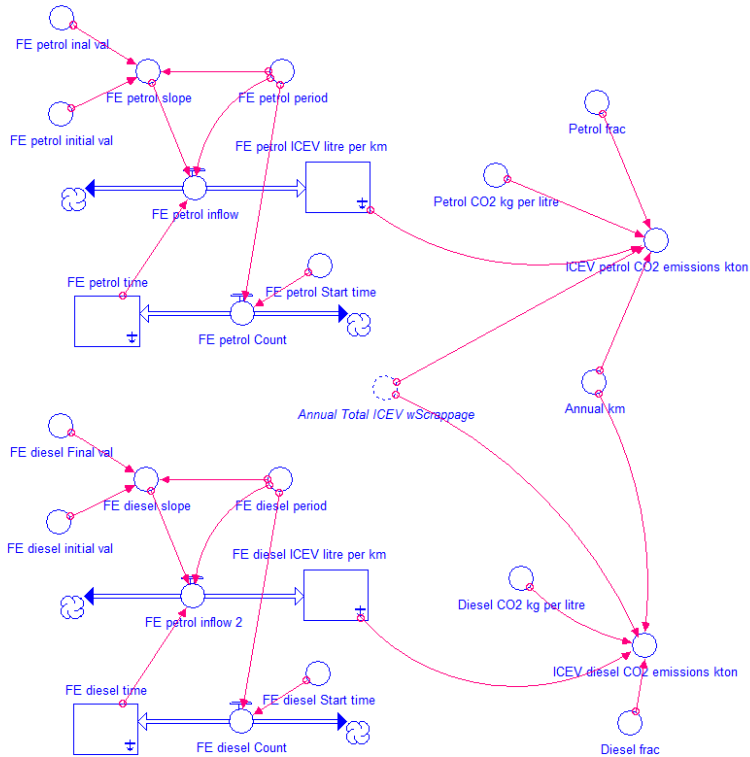 FE petrol inal val
FE petrol slope
FE petrol period
FE petrol initial val
Petrol frac
FE petrol ICEV litre per km
Petrol CO2 kg per litre
FE petrol inflow
ICEV petrol CO2 emissions kton
FE petrol time
FE petrol Start time
FE petrol Count
Annual Total ICEV wScrappage
Annual km
FE diesel Final val
FE diesel slope
FE diesel period
FE diesel initial val
FE diesel ICEV litre per km
Diesel CO2 kg per litre
FE petrol inflow 2
ICEV diesel CO2 emissions kton
FE diesel time
FE diesel Start time
FE diesel Count
Diesel frac